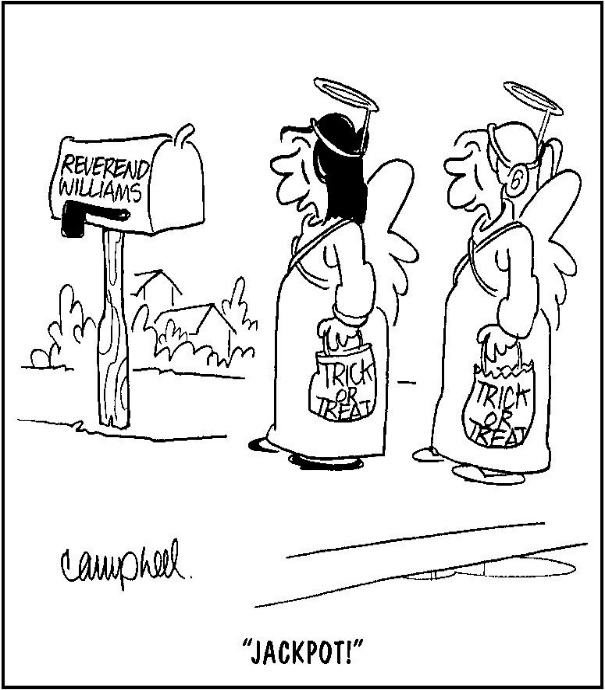 REVEREND
WILLIAMS
TRICK
OR
TREAT
TRICK
OR
TREAT
Campbell.
"JACKPOT!"